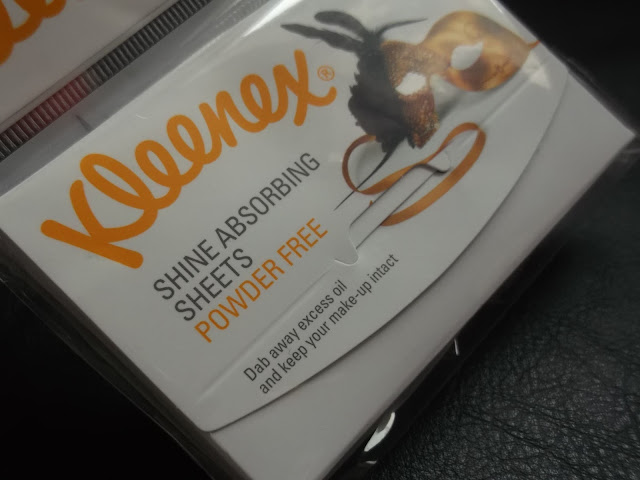 Kleenex®
SHINE ABSORBING
SHEETS
POWDER FREE
Dab away excess oil
and keep your make-up intact